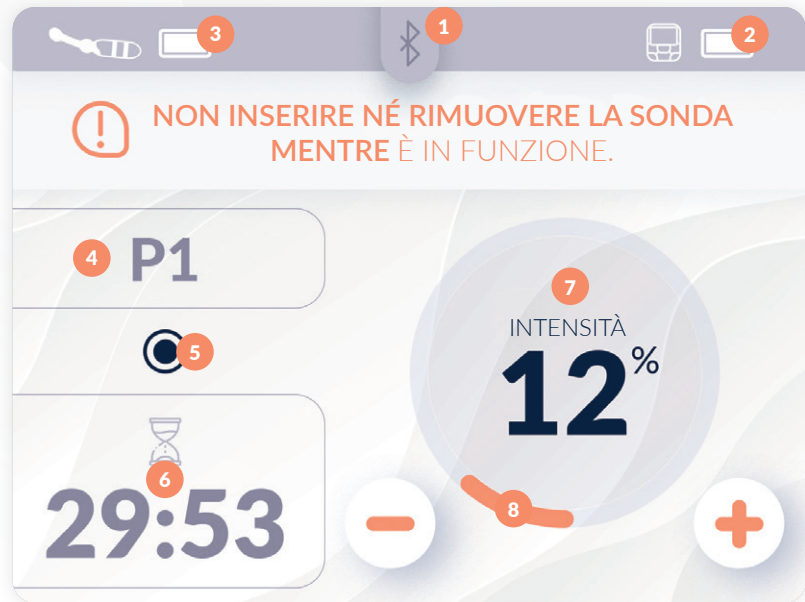 3
1
2
NON INSERIRE NÉ RIMUOVERE LA SONDA
MENTRE È IN FUNZIONE.
4 P1
5
6
29:53
7
INTENSITÀ
12%
8